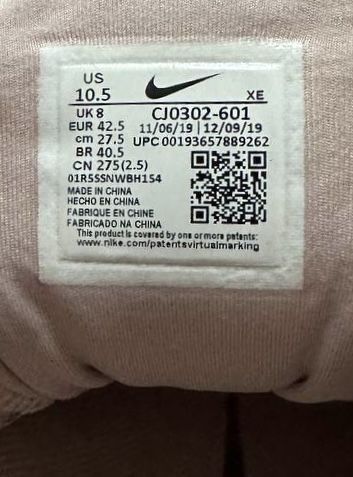 US
10.5 XE
UK 8 CJ0302-601
EUR 42.5 11/06/19 | 12/09/19
cm 27.5 UPC 00193657889262
BR 40.5
CN 275(2.5)
01R5SSNWBH154
MADE IN CHINA
HECHO EN CHINA
FABRIQUE EN CHINE
FABRICADO NA CHINA
This product is covered by one or more patents:
www.nike.com/patentsvirtualmarking